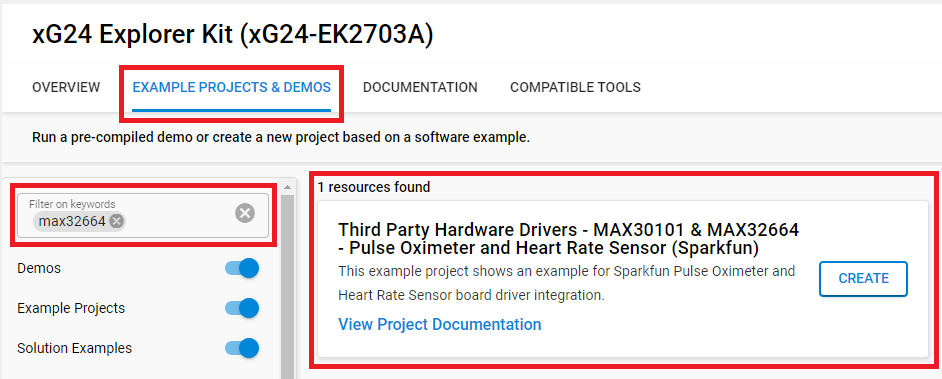 xG24 Explorer Kit (xG24-EK2703A)
OVERVIEW EXAMPLE PROJECTS & DEMOS DOCUMENTATION COMPATIBLE TOOLS
Run a pre-compiled demo or create a new project based on a software example.
Filter on keywords
max32664
Demos
Example Projects
Solution Examples
1 resources found
Third Party Hardware Drivers - MAX30101 & MAX32664
- Pulse Oximeter and Heart Rate Sensor (Sparkfun)
This example project shows an example for Sparkfun Pulse Oximeter and
Heart Rate Sensor board driver integration.
View Project Documentation
CREATE